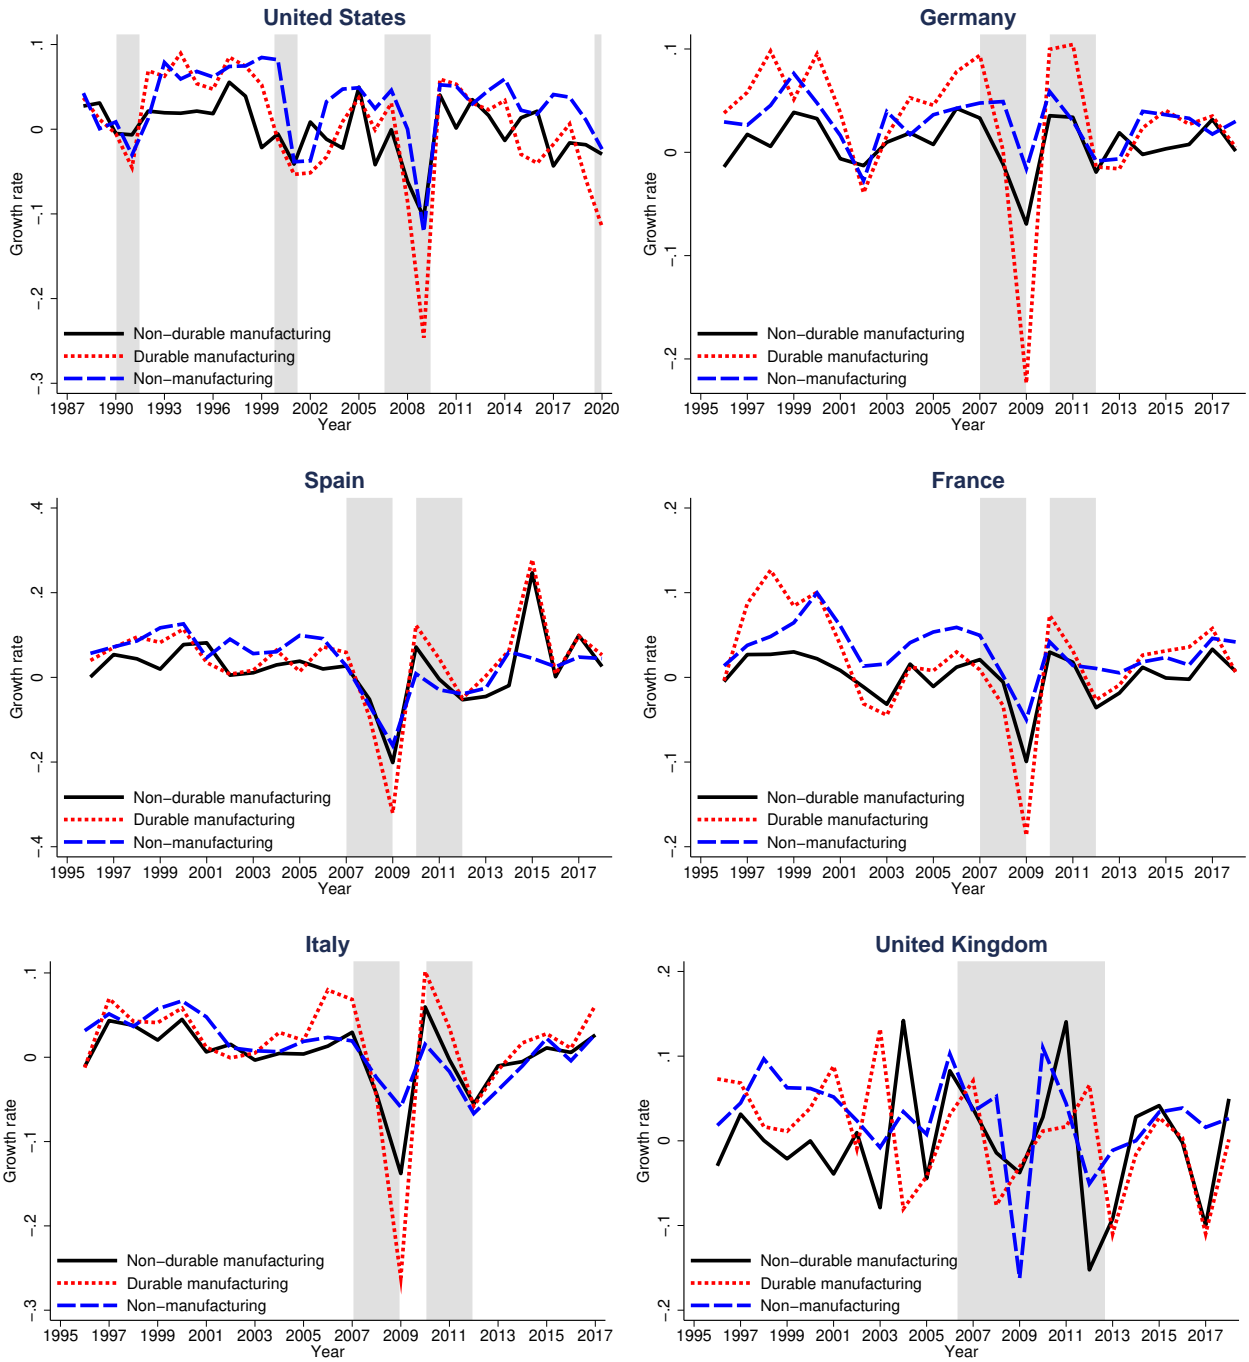 United States
Growth rate
.1
0
−.1
−.2
−.3
Non−durable manufacturing
Durable manufacturing
Non−manufacturing
1987 1990 1993 1996 1999 2002 2005 2008 2011 2014 2017 2020
Year
Germany
Growth rate
.1
0
−.1
−.2
Non−durable manufacturing
Durable manufacturing
Non−manufacturing
1995 1997 1999 2001 2003 2005 2007 2009 2011 2013 2015 2017
Year
Spain
Growth rate
.4
.2
0
−.2
−.4
Non−durable manufacturing
Durable manufacturing
Non−manufacturing
1995 1997 1999 2001 2003 2005 2007 2009 2011 2013 2015 2017
Year
France
Growth rate
.2
.1
0
−.1
−.2
Non−durable manufacturing
Durable manufacturing
Non−manufacturing
1995 1997 1999 2001 2003 2005 2007 2009 2011 2013 2015 2017
Year
Italy
Growth rate
.1
0
−.1
−.2
−.3
Non−durable manufacturing
Durable manufacturing
Non−manufacturing
1995 1997 1999 2001 2003 2005 2007 2009 2011 2013 2015 2017
Year
United Kingdom
Growth rate
.2
.1
0
−.1
−.2
Non−durable manufacturing
Durable manufacturing
Non−manufacturing
1995 1997 1999 2001 2003 2005 2007 2009 2011 2013 2015 2017
Year